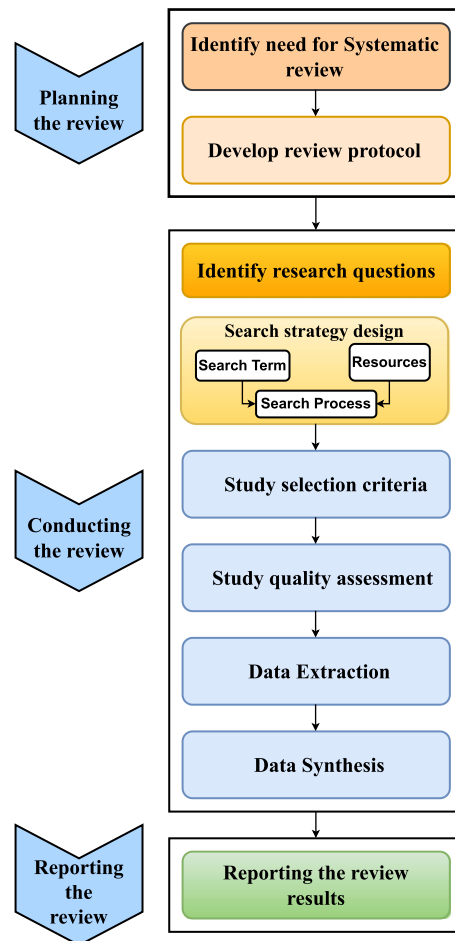 Planning
the review
Identify need for Systematic
review
Develop review protocol
Conducting
the review
Identify research questions
Search strategy design
Search Term
Resources
Search Process
Study selection criteria
Study quality assessment
Data Extraction
Data Synthesis
Reporting
the
review
Reporting the review
results